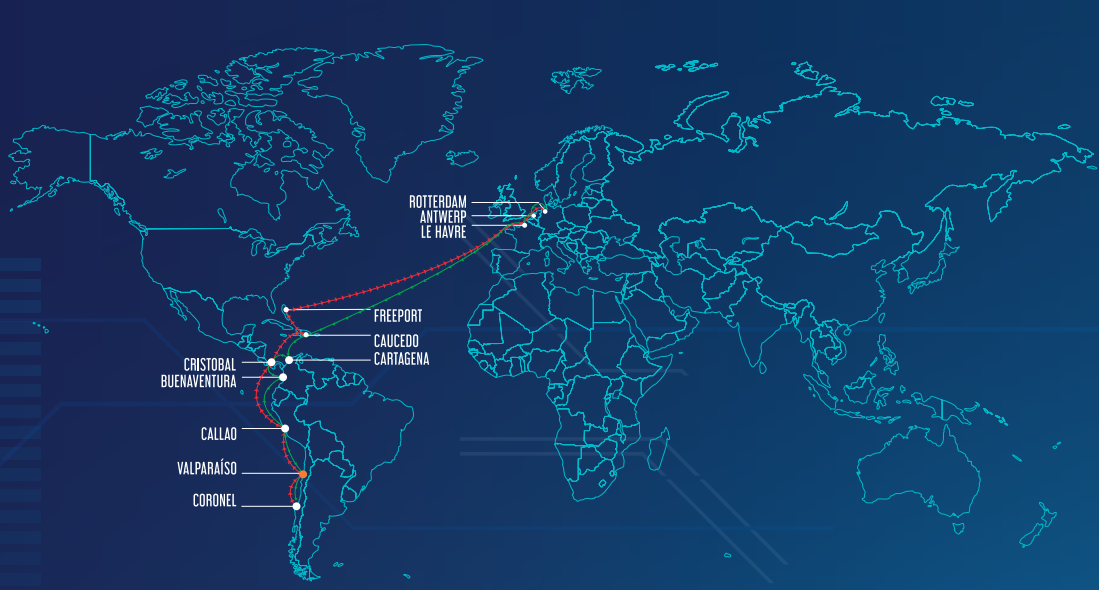 ROTTERDAM
ANTWERP
LE HAVRE
FREEPORT
CAUCEDO
CARTAGENA
CRISTOBAL
BUENAVENTURA
CALLAO
VALPARAÍSO
CORONEL